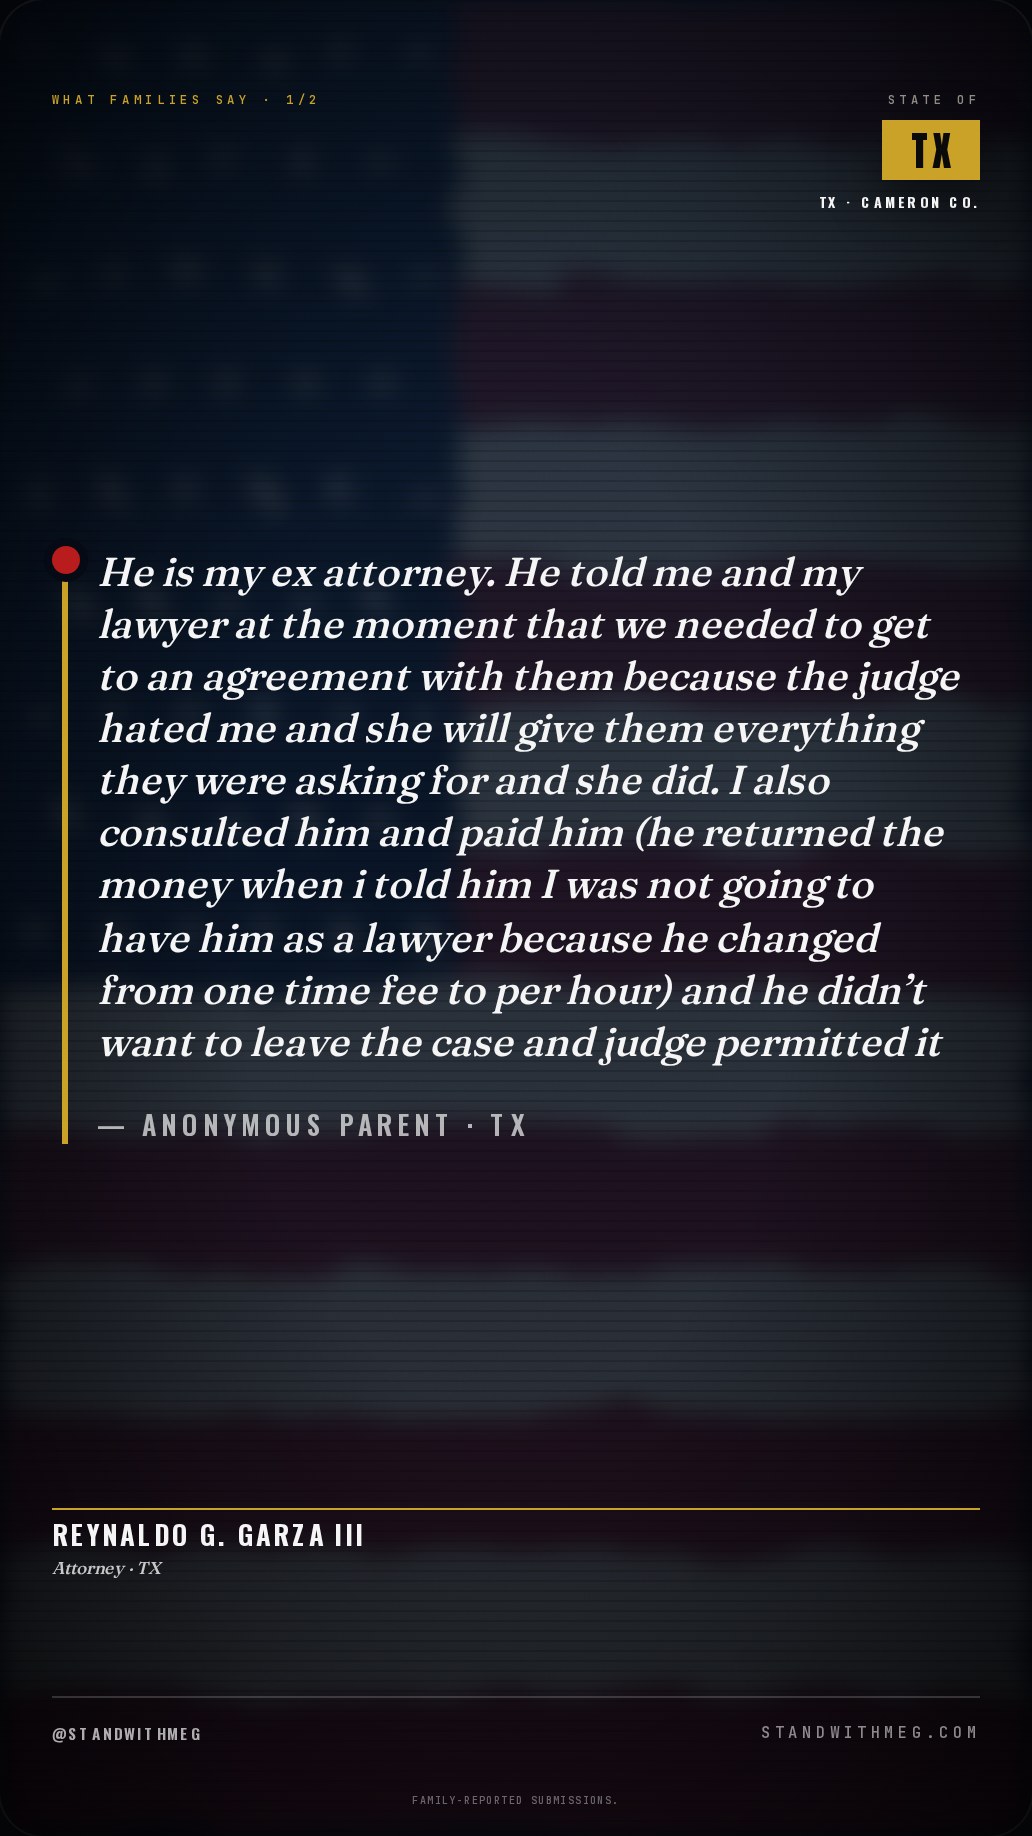 WHAT FAMILIES SAY · 1/2
STATE OF
TX
TX · CAMERON CO.
He is my ex attorney. He told me and my
lawyer at the moment that we needed to get
to an agreement with them because the judge
hated me and she will give them everything
they were asking for and she did. I also
consulted him and paid him (he returned the
money when i told him I was not going to
have him as a lawyer because he changed
from one time fee to per hour) and he didn’t
want to leave the case and judge permitted it
— ANONYMOUS PARENT · TX
REYNALDO G. GARZA III
Attorney · TX
@STANDWITHMEG
STANDWITHMEG.COM
FAMILY-REPORTED SUBMISSIONS.